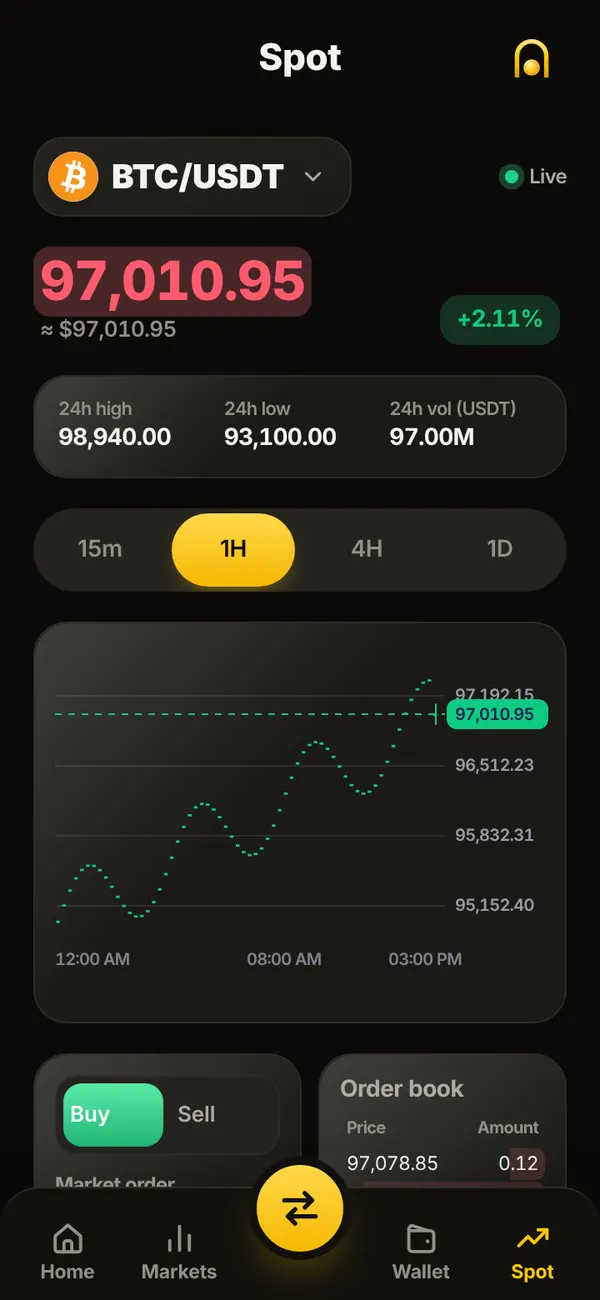 Spot
BTC/USDT
Live
97,010.95
≈ $97,010.95
+2.11%
24h high
24h low
24h vol (USDT)
98,940.00
93,100.00
97.00M
15m
1H
4H
1D
97,192.15
97,010.95
96,512.23
95,832.31
95,152.40
12:00 AM
08:00 AM
03:00 PM
Buy
Sell
Market order
Order book
Price
Amount
97,078.85
0.12
Home
Markets
Wallet
Spot